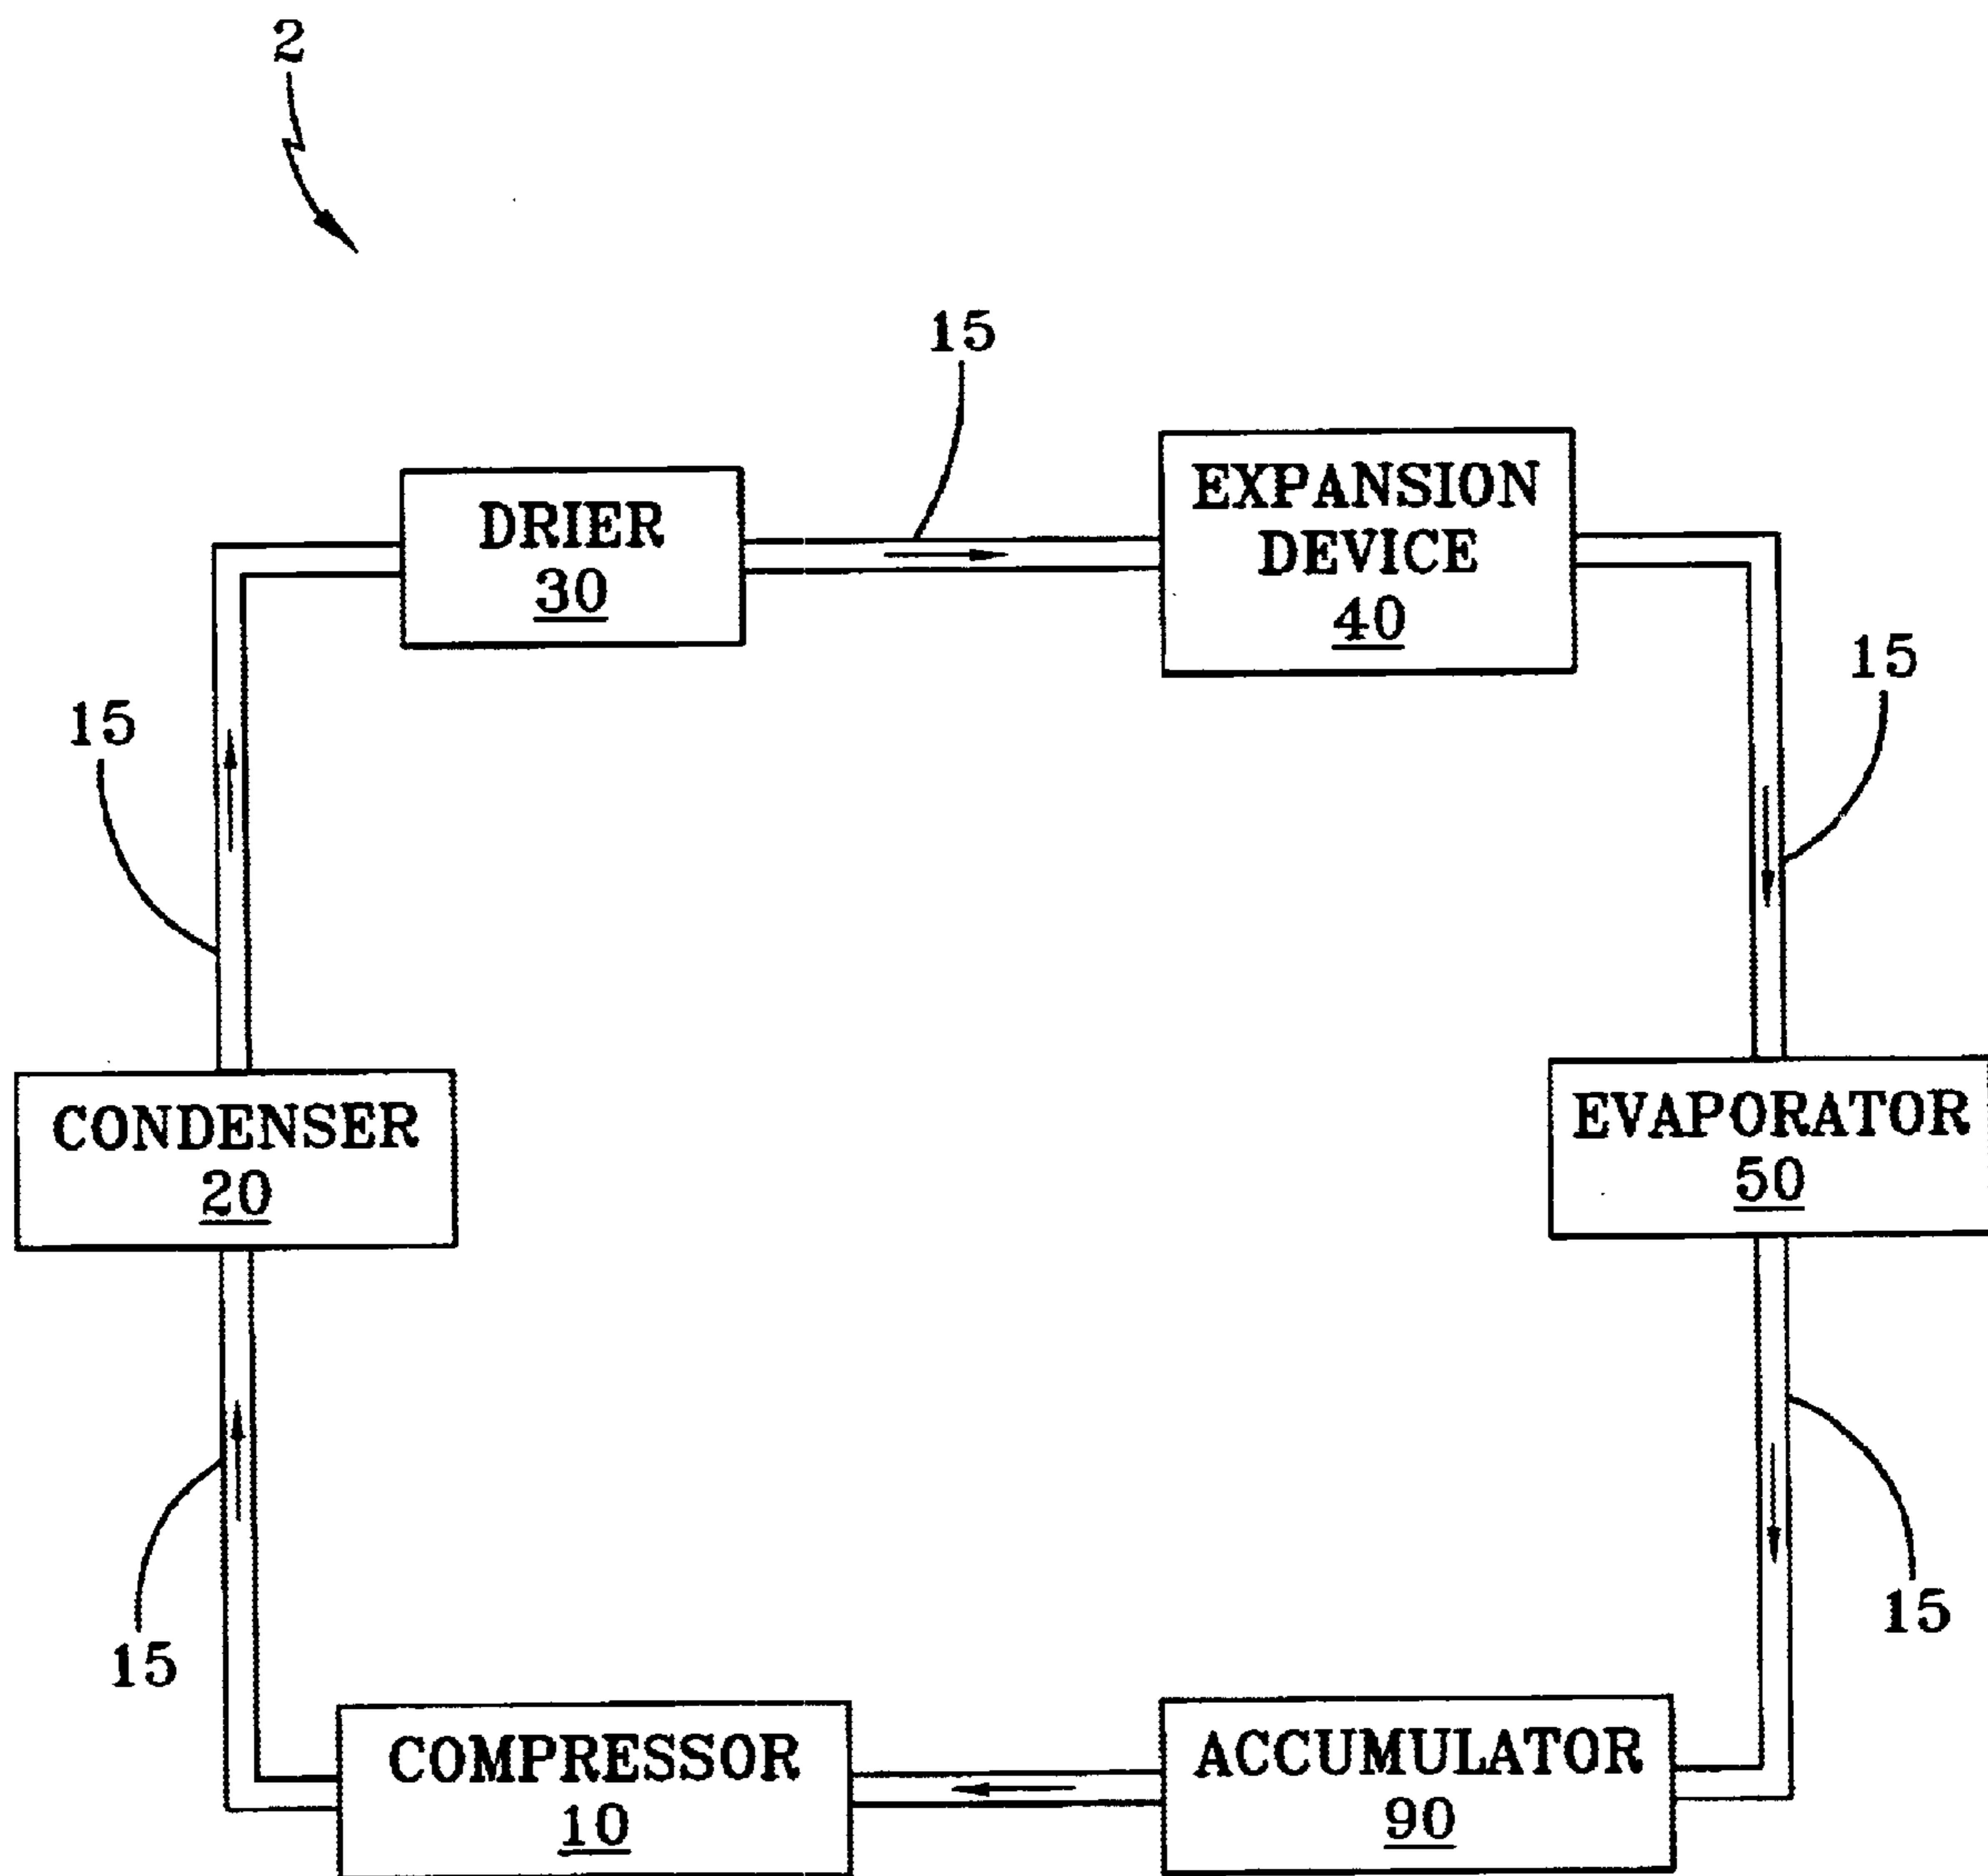 2
15
DRIER
30
EXPANSION
DEVICE
40
15
15
CONDENSER
20
EVAPORATOR
50
15
15
COMPRESSOR
10
ACCUMULATOR
90